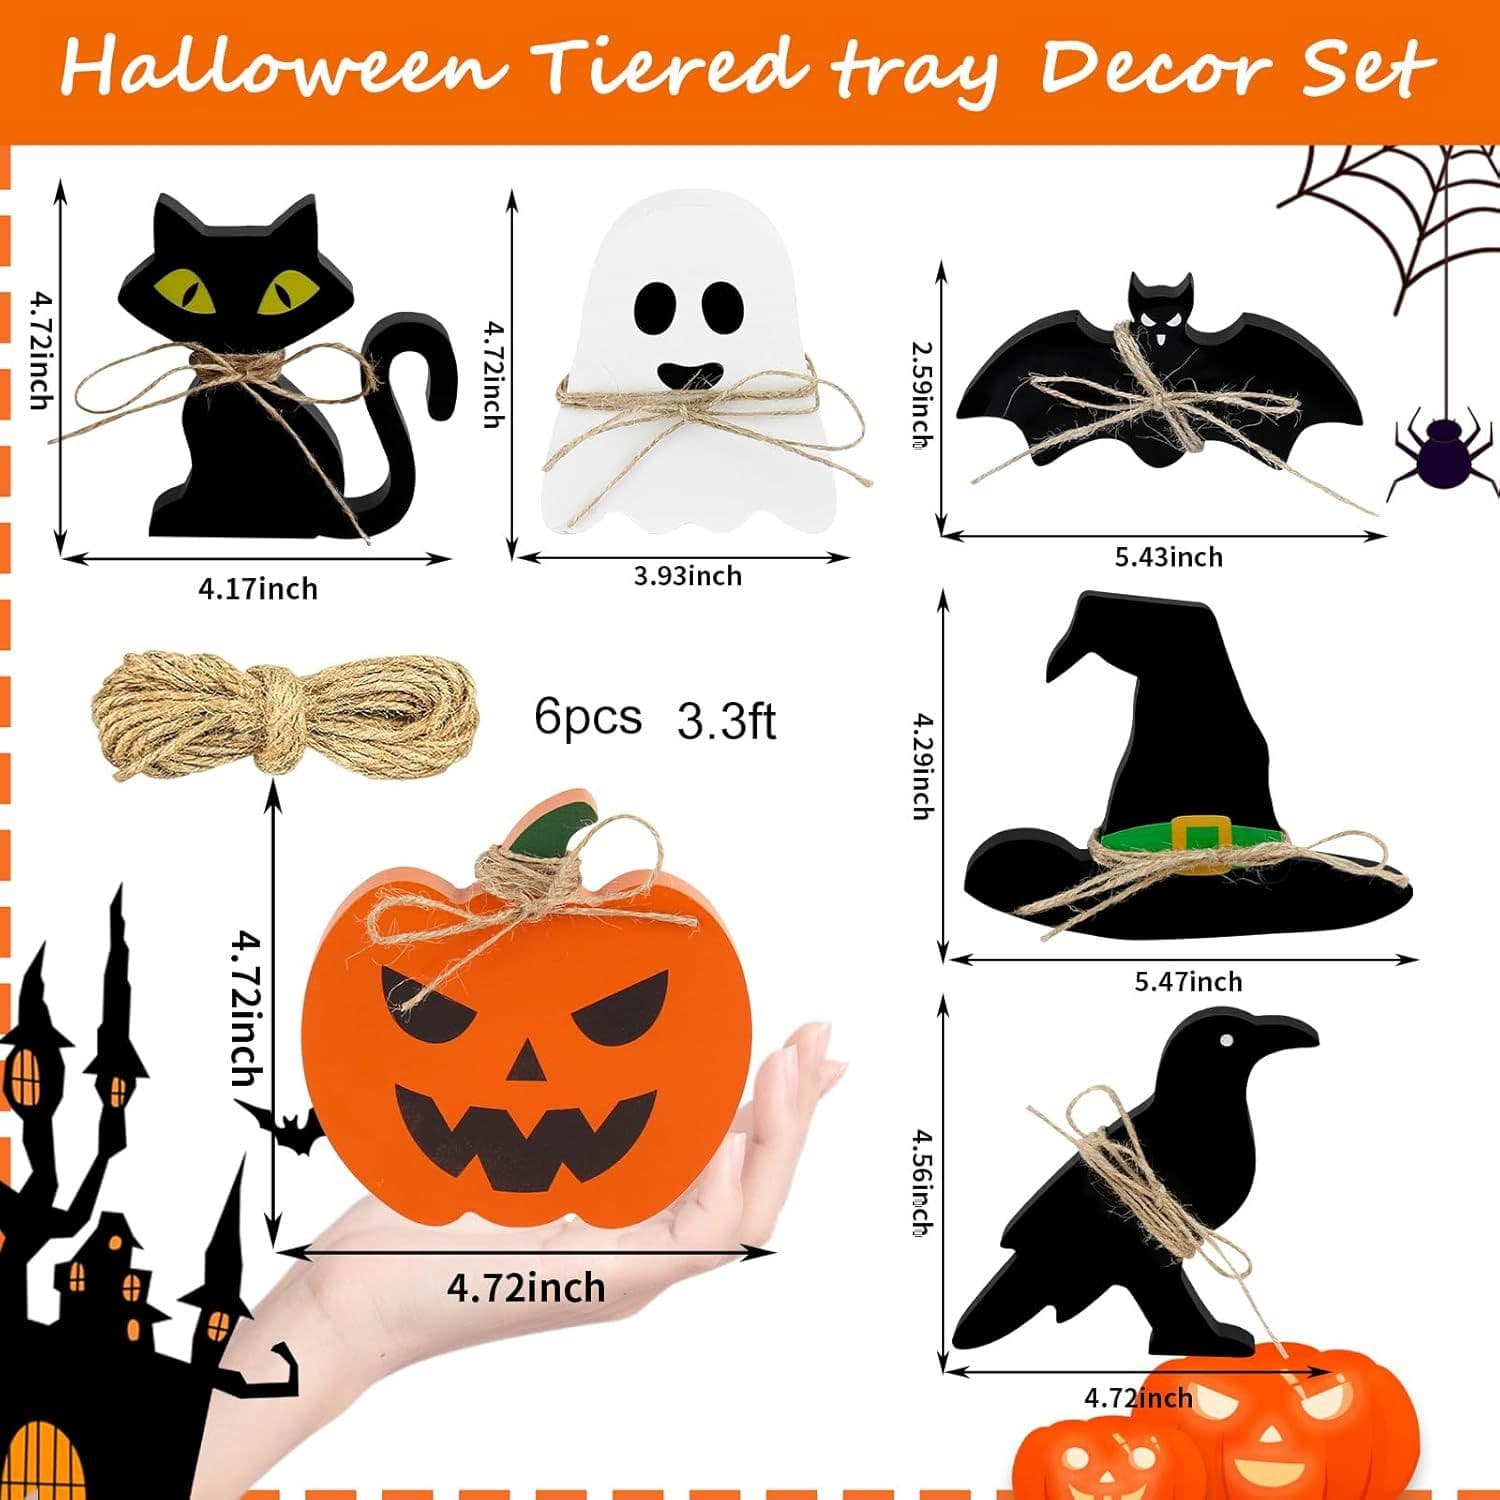 Halloween Tiered tray Decor Set
4.72inch
4.17inch
4.72inch
3.93inch
2.59inch
5.43inch
6pcs 3.3ft
4.29inch
5.47inch
4.72inch
4.72inch
4.56inch
4.72inch